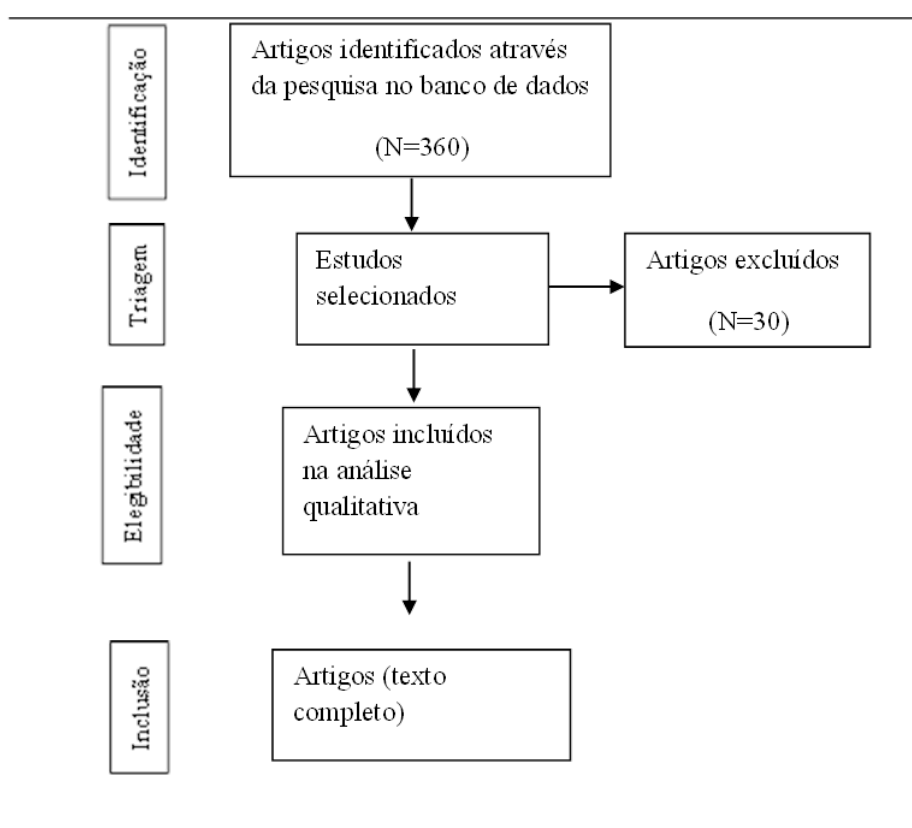 Identificação
Artigos identificados através
da pesquisa no banco de dados
(N=360)
Triagem
Estudos
selecionados
Artigos excluídos
(N=30)
Elegibilidade
Artigos incluídos
na análise
qualitativa
Inclusão
Artigos (texto
completo)